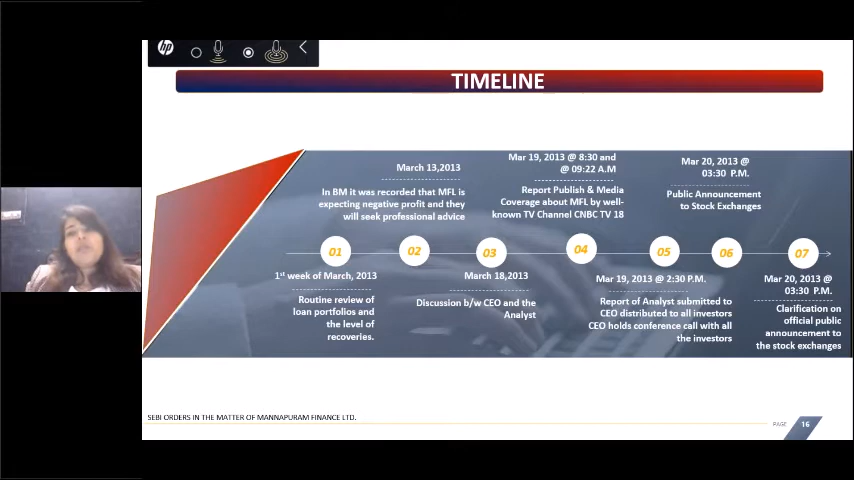 hp
TIMELINE
March 13,2013
In BM it was recorded that MFL is
expecting negative profit and they
will seek professional advice
Mar 19, 2013 @ 8:30 and
@ 09:22 A.M
Report Publish & Media
Coverage about MFL by well-
known TV Channel CNBC TV 18
Mar 20, 2013 @
03:30 P.M.
Public Announcement
to Stock Exchanges
01
02
03
04
05
06
07
1st week of March, 2013
Routine review of
loan portfolios and
the level of
recoveries.
March 18,2013
Discussion b/w CEO and the
Analyst
Mar 19, 2013 @ 2:30 P.M.
Report of Analyst submitted to
CEO distributed to all investors
CEO holds conference call with all
the investors
Mar 20, 2013 @
03:30 P.M.
Clarification on
official public
announcement to
the stock exchanges
SEBI ORDERS IN THE MATTER OF MANNAPURAM FINANCE LTD.
PAGE 16